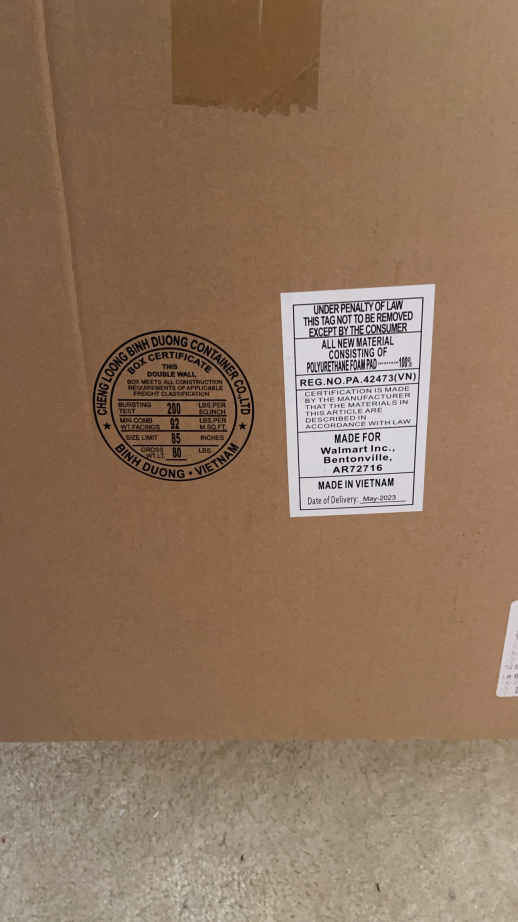 CHENG LOONG BINH DUONG CONTAINER CO.,LTD
BOX CERTIFICATE
THIS
DOUBLE WALL
BOX MEETS ALL CONSTRUCTION
REQUIREMENTS OF APPLICABLE
FREIGHT CLASSIFICATION
BURSTING TEST 200 LBS PER SQ.INCH
MIN COMB WT.FACINGS 92 LBS.PER M.SQ.FT.
SIZE LIMIT 85 INCHES
GROSS WT.LT. 80 LBS
BINH DUONG • VIETNAM
UNDER PENALTY OF LAW
THIS TAG NOT TO BE REMOVED
EXCEPT BY THE CONSUMER
ALL NEW MATERIAL
CONSISTING OF
POLYURETHANE FOAM PAD ---------- 100%
REG.NO.PA.42473(VN)
CERTIFICATION IS MADE
BY THE MANUFACTURER
THAT THE MATERIALS IN
THIS ARTICLE ARE
DESCRIBED IN
ACCORDANCE WITH LAW
MADE FOR
Walmart Inc.,
Bentonville,
AR72716
MADE IN VIETNAM
Date of Delivery: May-2023